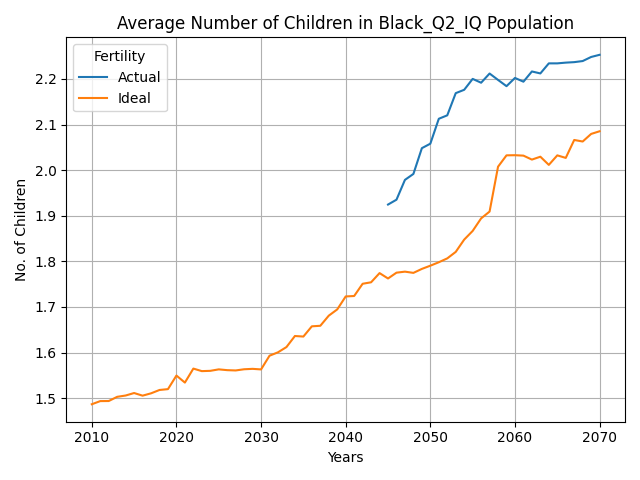 Average Number of Children in Black_Q2_IQ Population
Fertility
Actual
Ideal
No. of Children
2.2
2.1
2.0
1.9
1.8
1.7
1.6
1.5
2010 2020 2030 2040 2050 2060 2070
Years